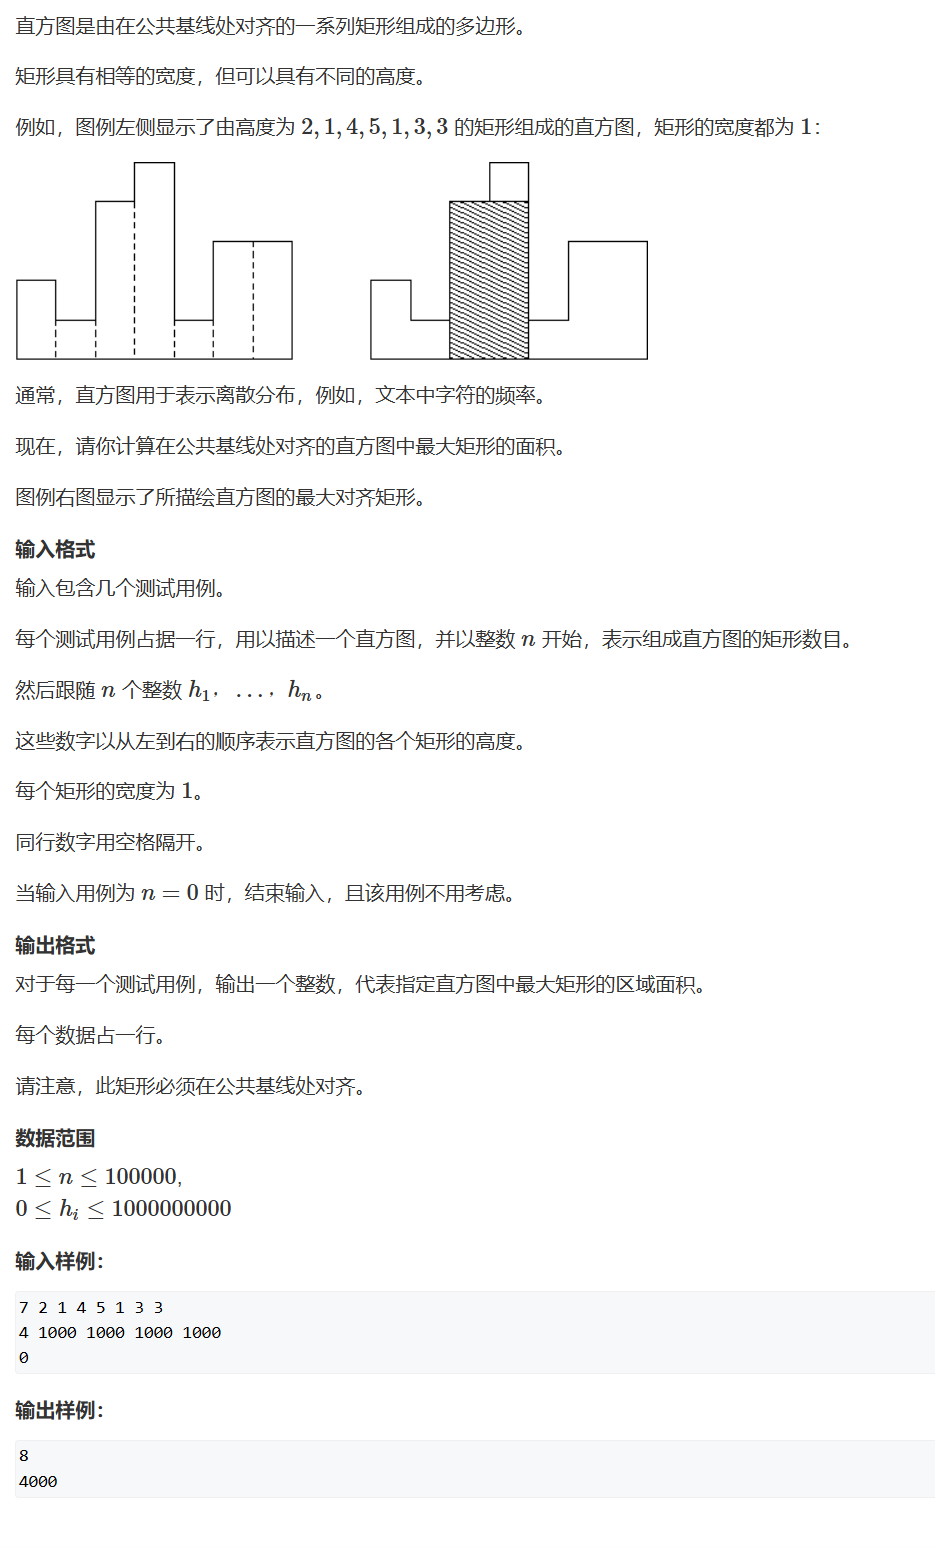 直方图是由在公共基线处对齐的一系列矩形组成的多边形。
矩形具有相等的宽度，但可以具有不同的高度。
例如，图例左侧显示了由高度为 2, 1, 4, 5, 1, 3, 3 的矩形组成的直方图，矩形的宽度都为 1：
通常，直方图用于表示离散分布，例如，文本中字符的频率。
现在，请你计算在公共基线处对齐的直方图中最大矩形的面积。
图例右图显示了所描绘直方图的最大对齐矩形。
输入格式
输入包含几个测试用例。
每个测试用例占据一行，用以描述一个直方图，并以整数 n 开始，表示组成直方图的矩形数目。
然后跟随 n 个整数 h₁，...，hₙ。
这些数字以从左到右的顺序表示直方图的各个矩形的高度。
每个矩形的宽度为 1。
同行数字用空格隔开。
当输入用例为 n = 0 时，结束输入，且该用例不用考虑。
输出格式
对于每一个测试用例，输出一个整数，代表指定直方图中最大矩形的区域面积。
每个数据占一行。
请注意，此矩形必须在公共基线处对齐。
数据范围
1 ≤ n ≤ 100000,
0 ≤ hᵢ ≤ 1000000000
输入样例：
7 2 1 4 5 1 3 3
4 1000 1000 1000 1000
0
输出样例：
8
4000